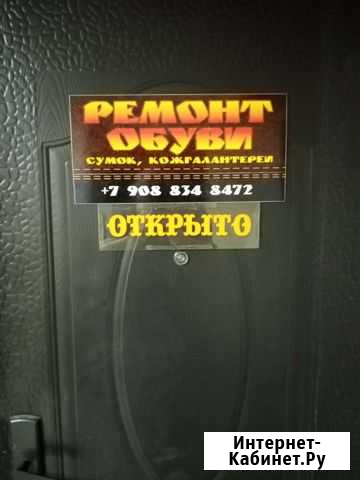 РЕМОНТ
ОБУВИ
СУМОК, КОЖГАЛАНТЕРЕИ
+7 908 834 8472
ОТКРЫТО
Интернет-
Кабинет.Ру